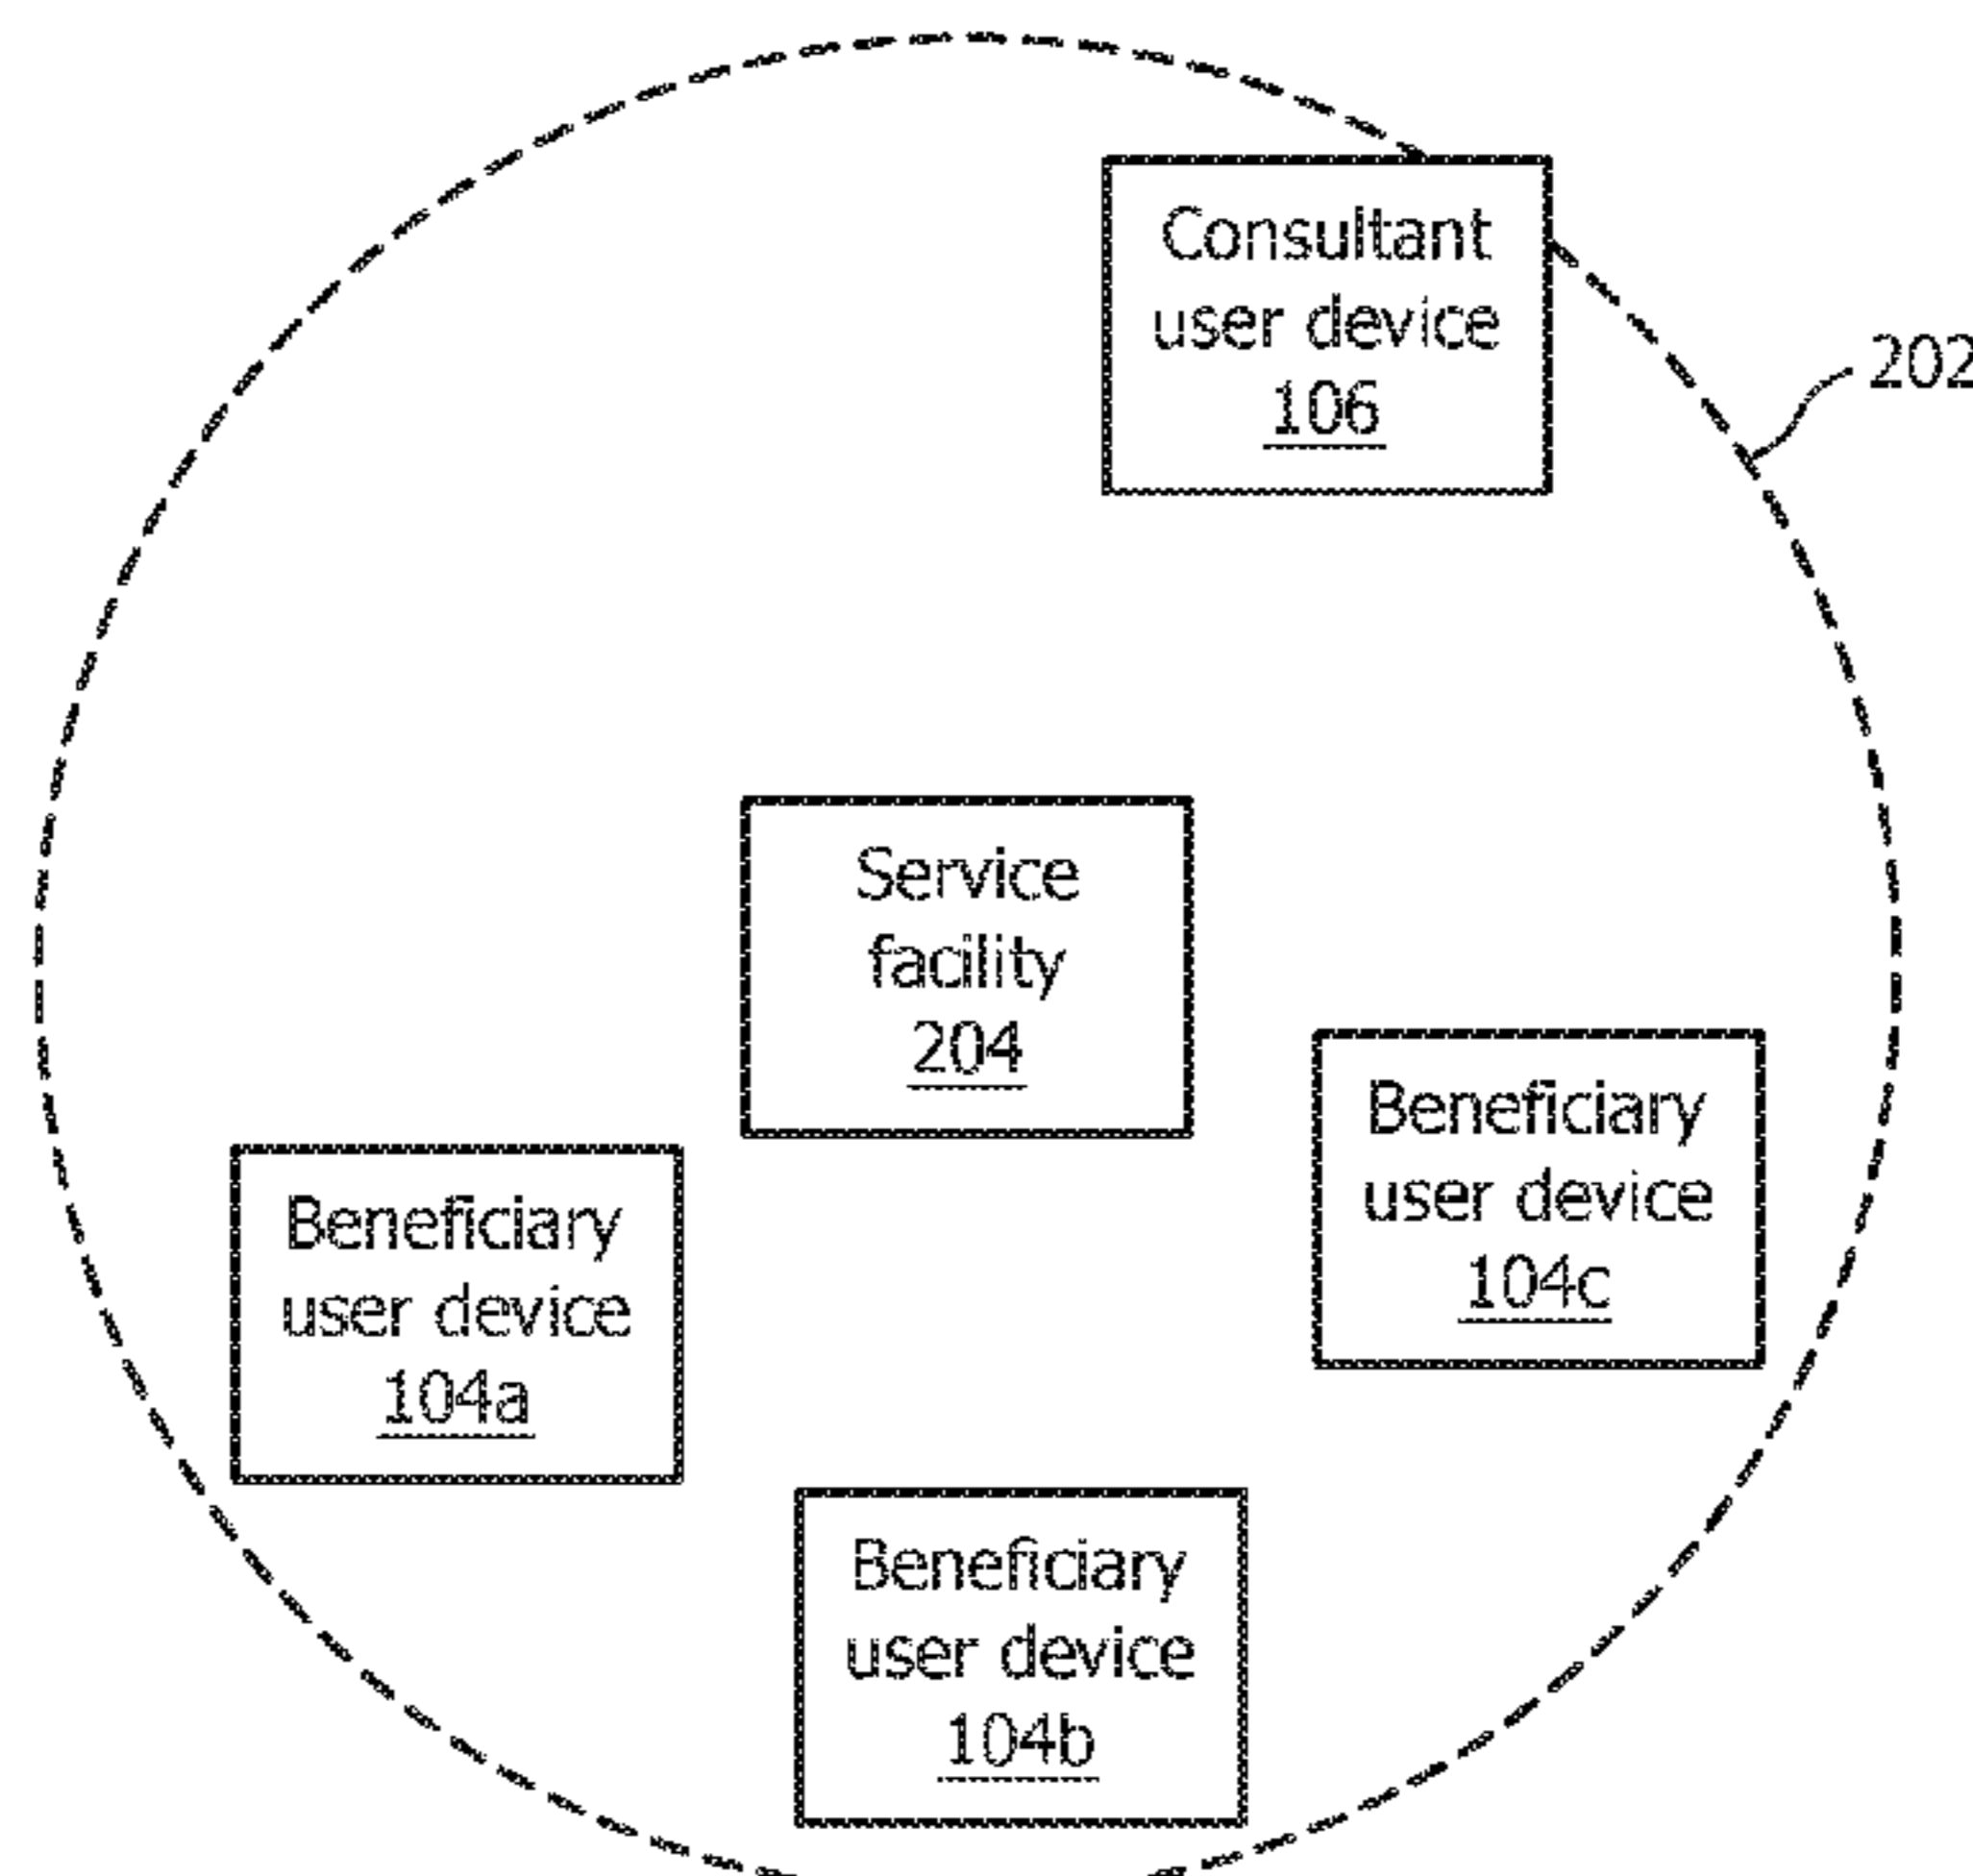 Consultant
user device
106
202
Service
facility
204
Beneficiary
user device
104c
Beneficiary
user device
104a
Beneficiary
user device
104b